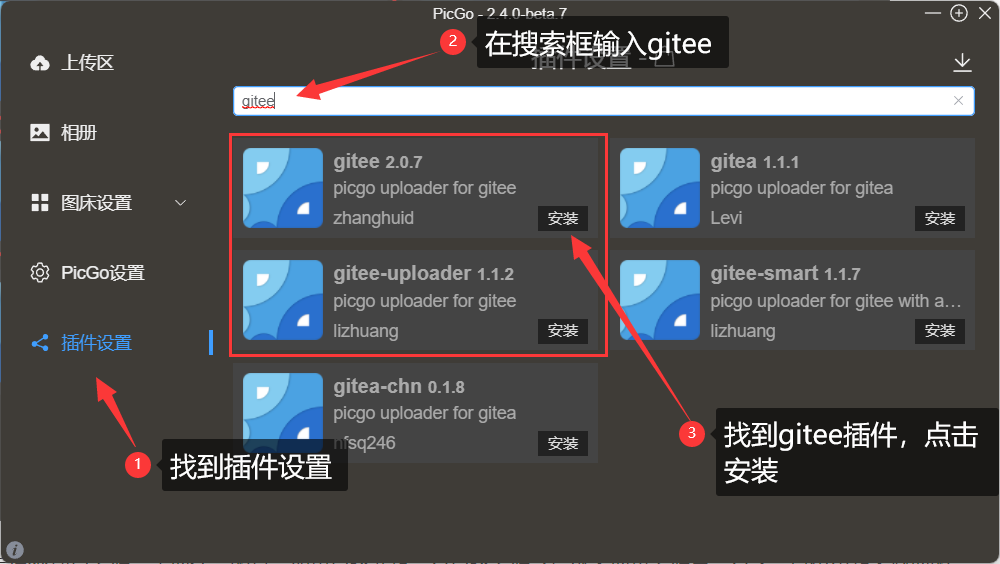 PicGo - 2.4.0-beta.7
2 在搜索框输入gitee
上传区
插件设置 -
gitee
相册
图床设置
PicGo设置
插件设置
gitee 2.0.7
picgo uploader for gitee
zhanghuid
安装
gitea 1.1.1
picgo uploader for gitea
Levi
安装
gitee-uploader 1.1.2
picgo uploader for gitee
lizhuang
安装
gitee-smart 1.1.7
picgo uploader for gitee with a…
lizhuang
安装
gitea-chn 0.1.8
picgo uploader for gitea
nfsq246
安装
1 找到插件设置
3 找到gitee插件，点击
安装